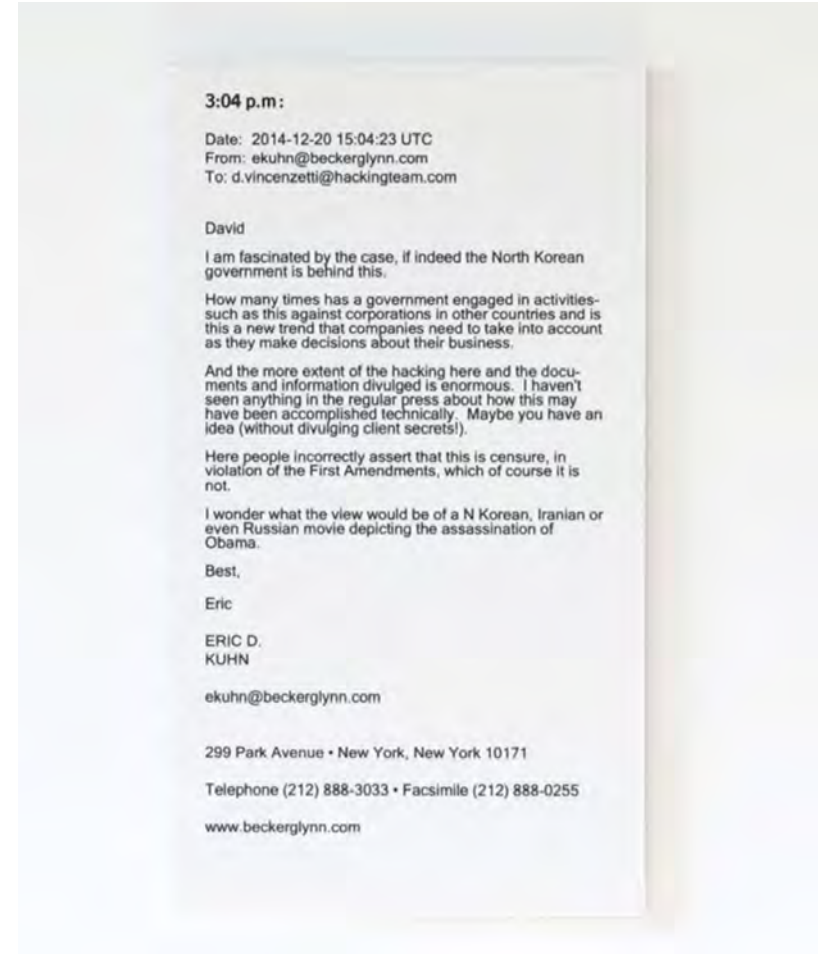 3:04 p.m:
Date: 2014-12-20 15:04:23 UTC
From: ekuhn@beckerglynn.com
To: d.vincenzetti@hackingteam.com
David
I am fascinated by the case, if indeed the North Korean
government is behind this.
How many times has a government engaged in activities-
such as this against corporations in other countries and is
this a new trend that companies need to take into account
as they make decisions about their business.
And the more extent of the hacking here and the docu-
ments and information divulged is enormous.  I haven't
seen anything in the regular press about how this may
have been accomplished technically.  Maybe you have an
idea (without divulging client secrets!).
Here people incorrectly assert that this is censure, in
violation of the First Amendments, which of course it is
not.
I wonder what the view would be of a N Korean, Iranian or
even Russian movie depicting the assassination of
Obama.
Best,
Eric
ERIC D.
KUHN
ekuhn@beckerglynn.com
299 Park Avenue • New York, New York 10171
Telephone (212) 888-3033 • Facsimile (212) 888-0255
www.beckerglynn.com